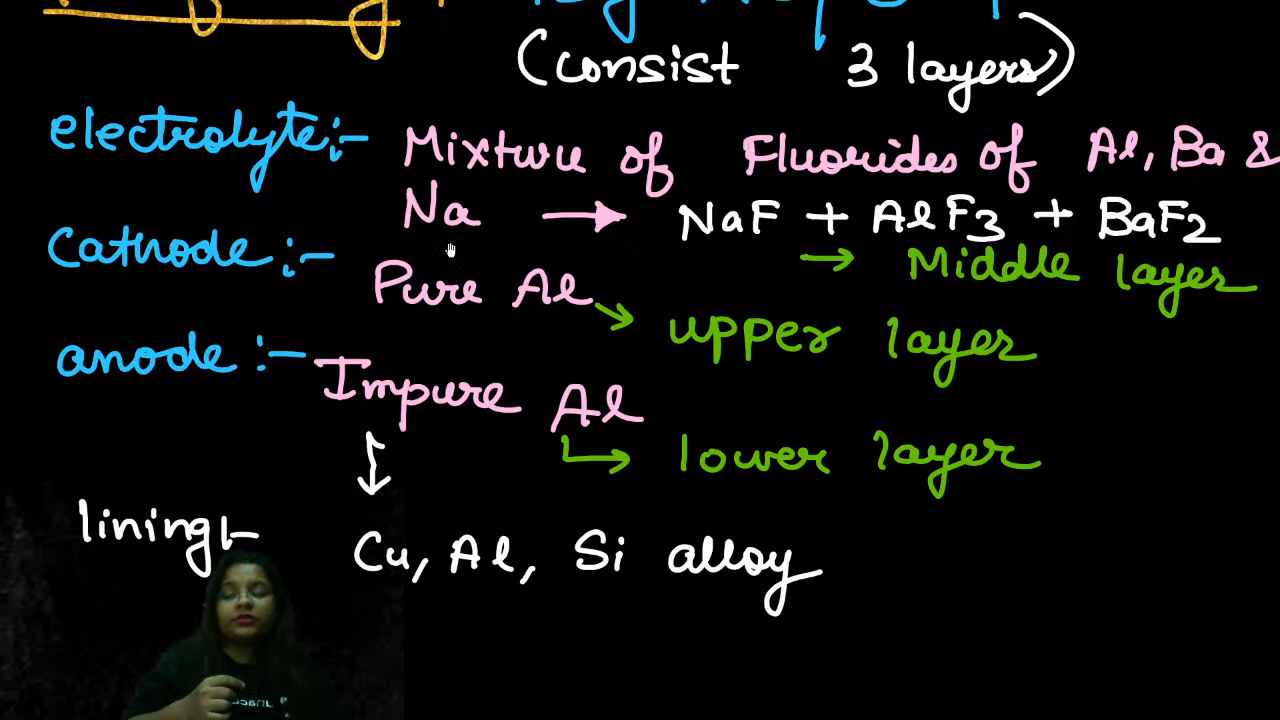 (consist 3 layers)
electrolyte:- Mixture of Fluorides of Al, Ba &
Na → NaF + AlF3 + BaF2
→ Middle layer
Cathode:- Pure Al → upper layer
anode:- Impure Al
→ lower layer
lining:- Cu, Al, Si alloy